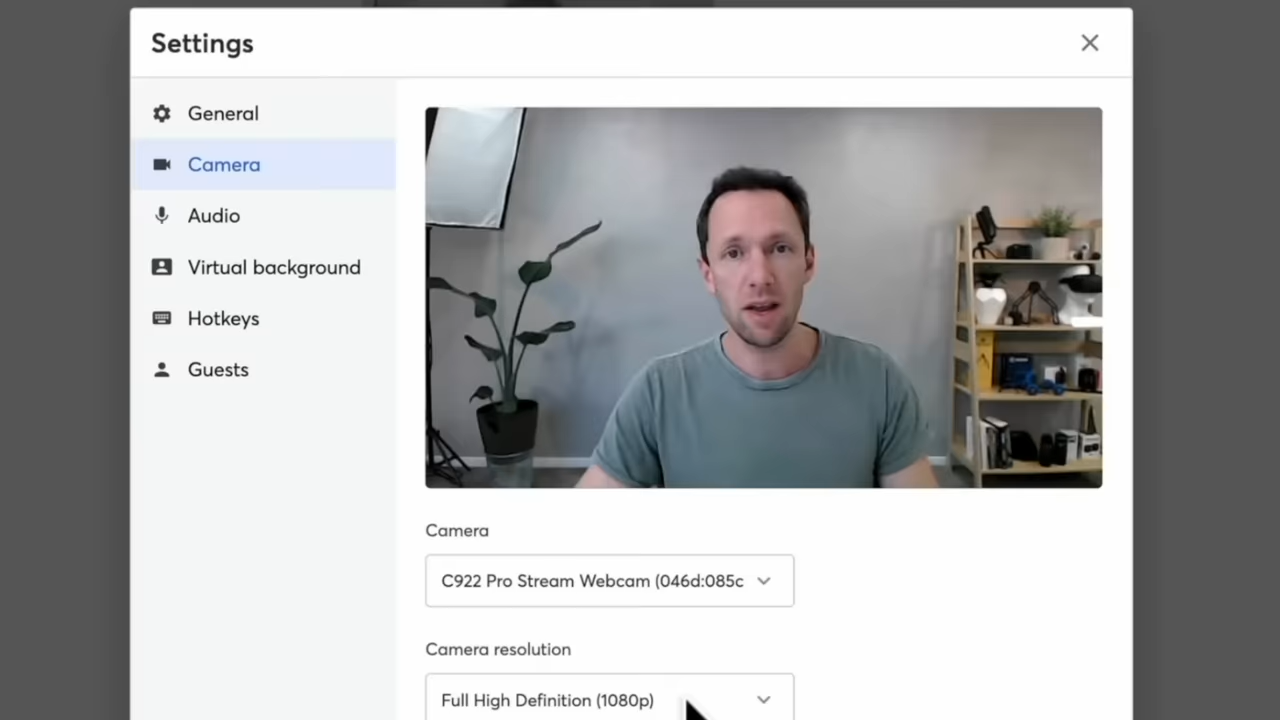 Settings
General
Camera
Audio
Virtual background
Hotkeys
Guests
Camera
C922 Pro Stream Webcam (046d:085c
Camera resolution
Full High Definition (1080p)